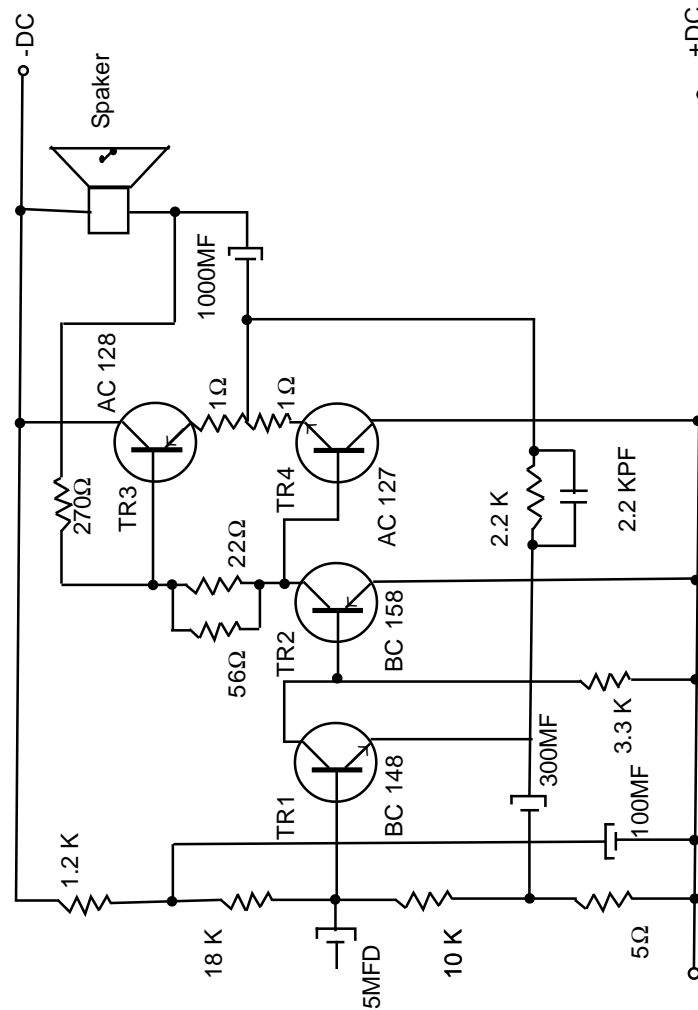 -DC
Spaker
1000MF
AC 128
1Ω
1Ω
270Ω
TR3
TR4
AC 127
2.2 K
2.2 KPF
22Ω
56Ω
TR2
BC 158
TR1
BC 148
300MF
3.3 K
100MF
1.2 K
18 K
10 K
5Ω
5MFD
+DC